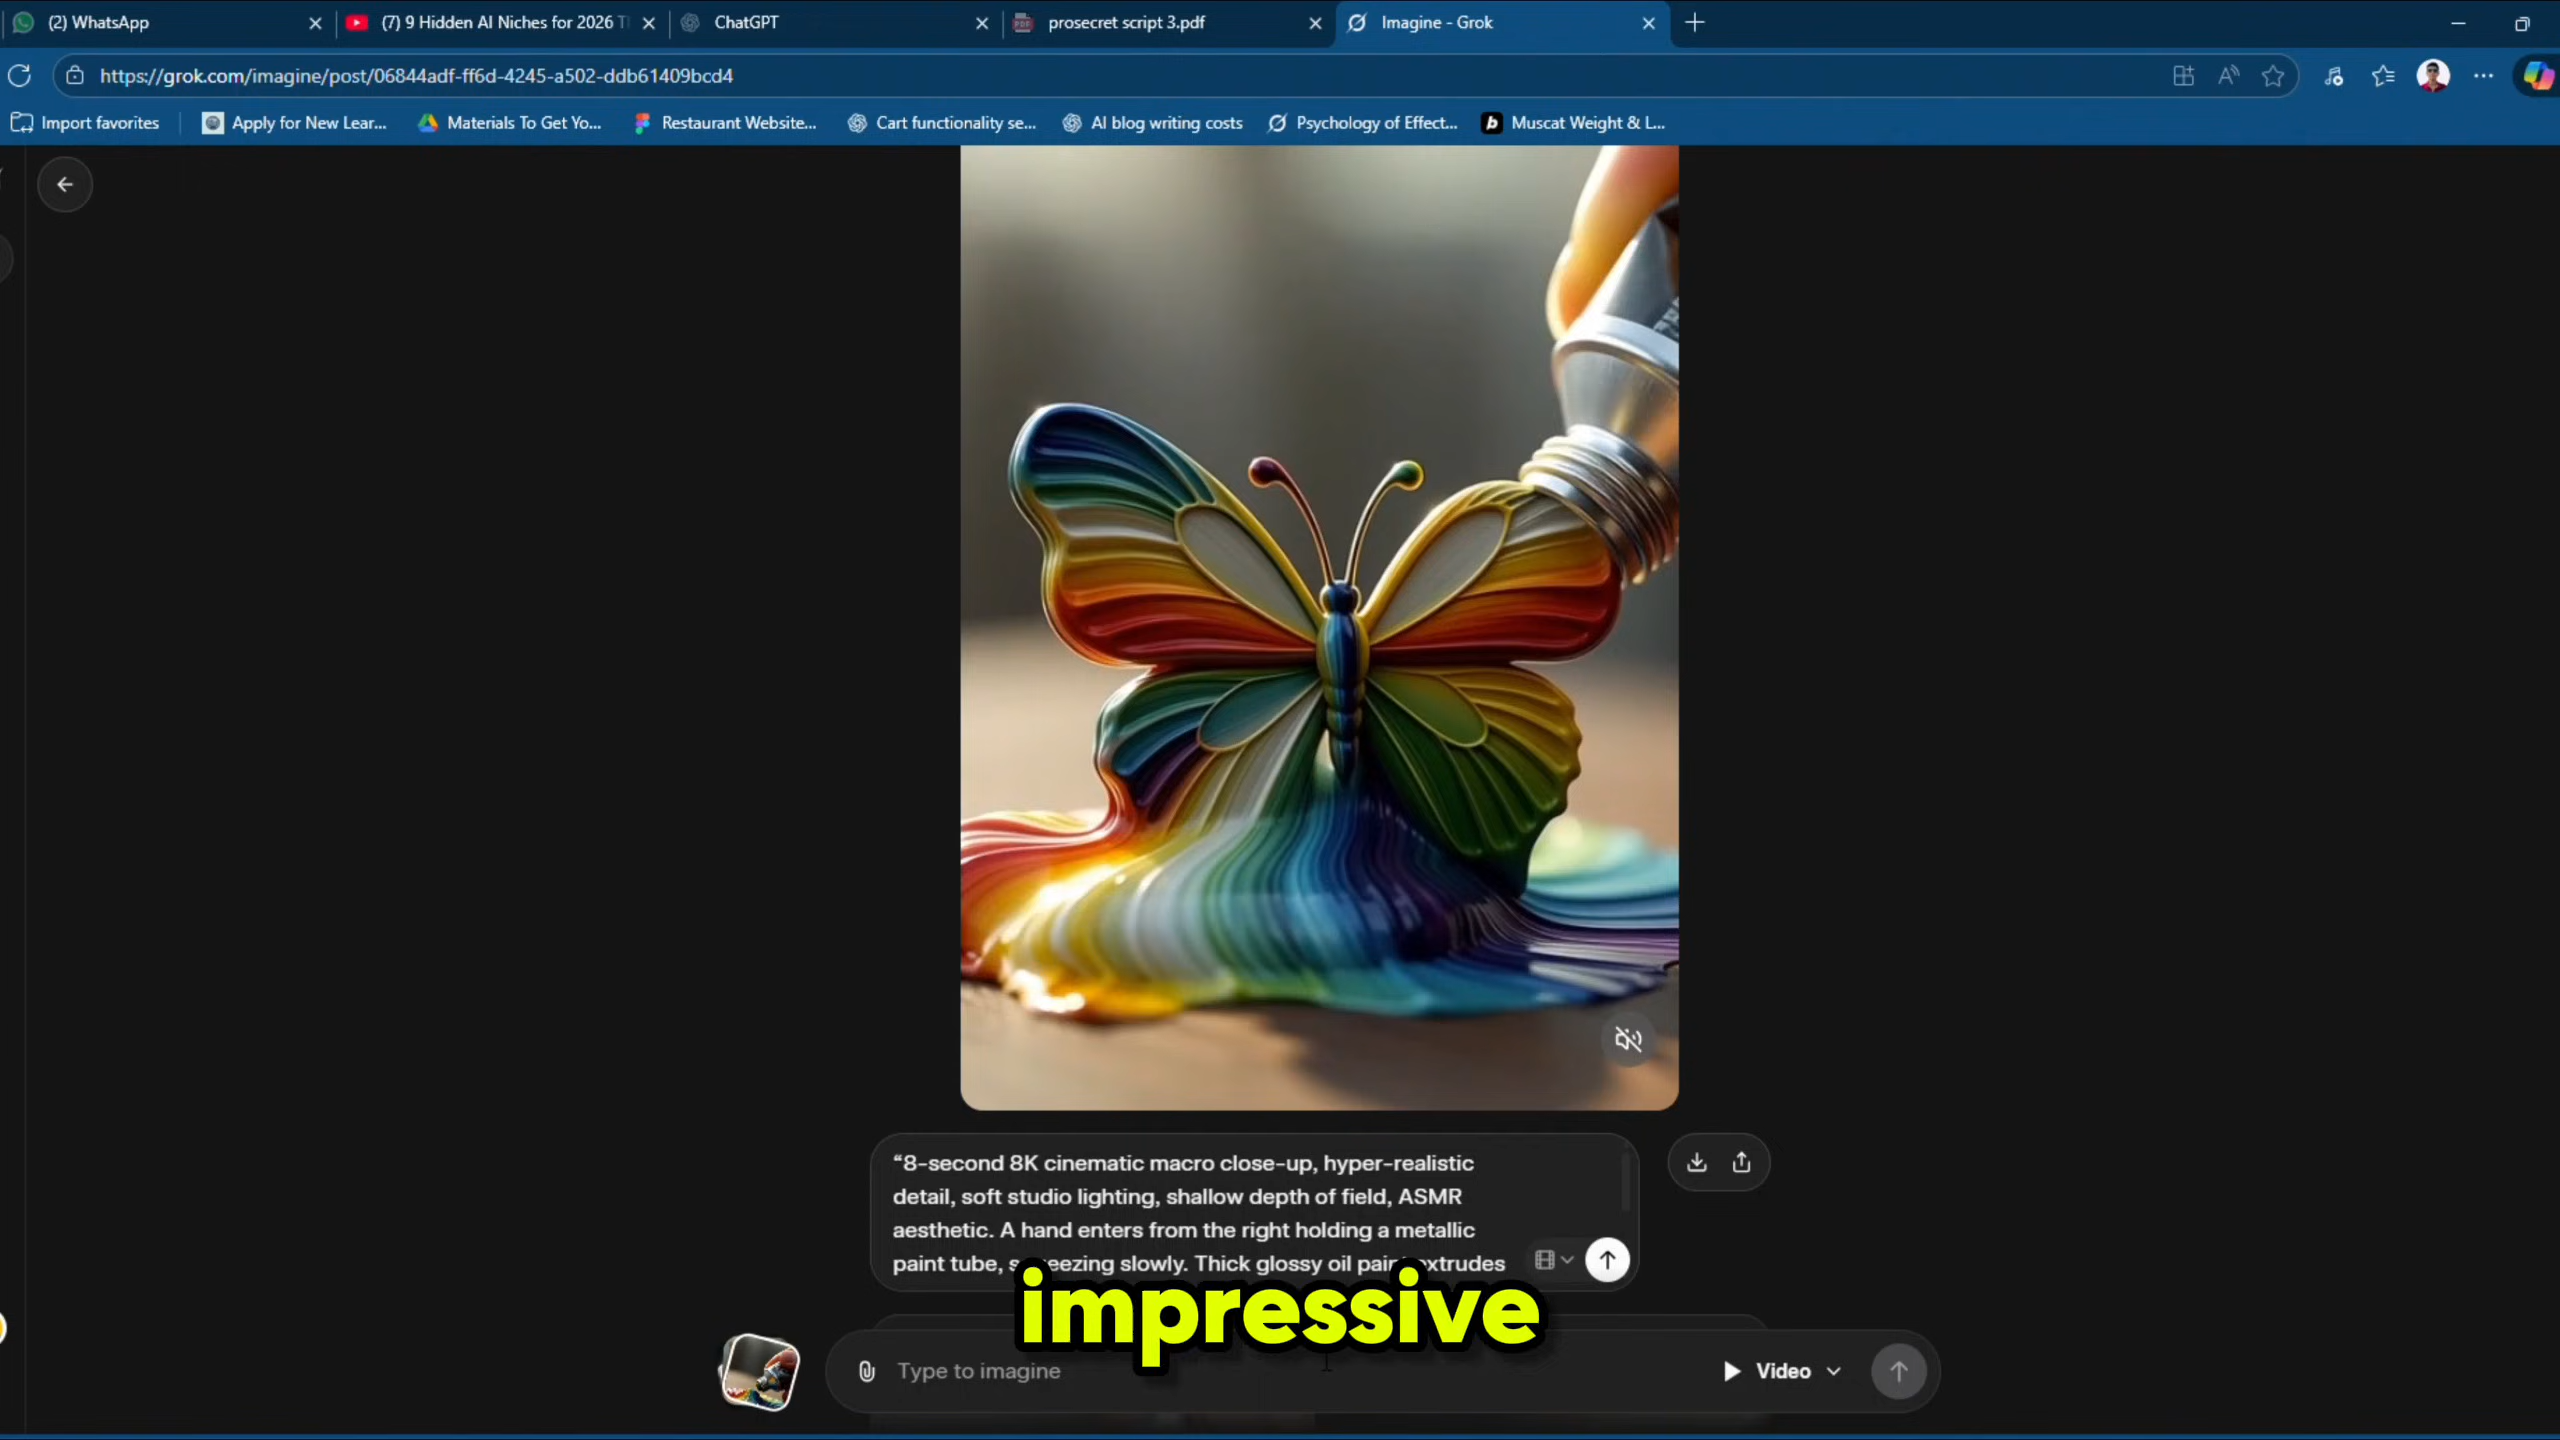 (2) WhatsApp
(7) 9 Hidden AI Niches for 2026 T
ChatGPT
prosecret script 3.pdf
Imagine - Grok
https://grok.com/imagine/post/06844adf-ff6d-4245-a502-ddb61409bcd4
Import favorites
Apply for New Lear...
Materials To Get Yo...
Restaurant Website...
Cart functionality se...
AI blog writing costs
Psychology of Effect...
Muscat Weight & L...
“8-second 8K cinematic macro close-up, hyper-realistic
detail, soft studio lighting, shallow depth of field, ASMR
aesthetic. A hand enters from the right holding a metallic
paint tube, squeezing slowly. Thick glossy oil paint extrudes
impressive
Type to imagine
Video